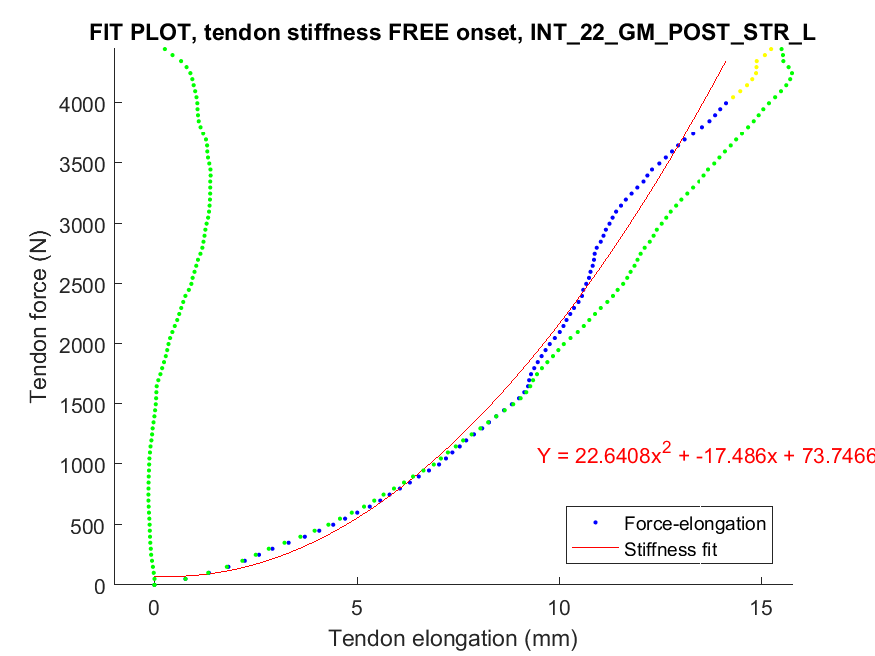 FIT PLOT, tendon stiffness FREE onset, INT_22_GM_POST_STR_L
4000
3500
3000
2500
2000
1500
1000
500
0
Tendon force (N)
Y = 22.6408x² + -17.486x + 73.7466
Force-elongation
Stiffness fit
0 5 10 15
Tendon elongation (mm)